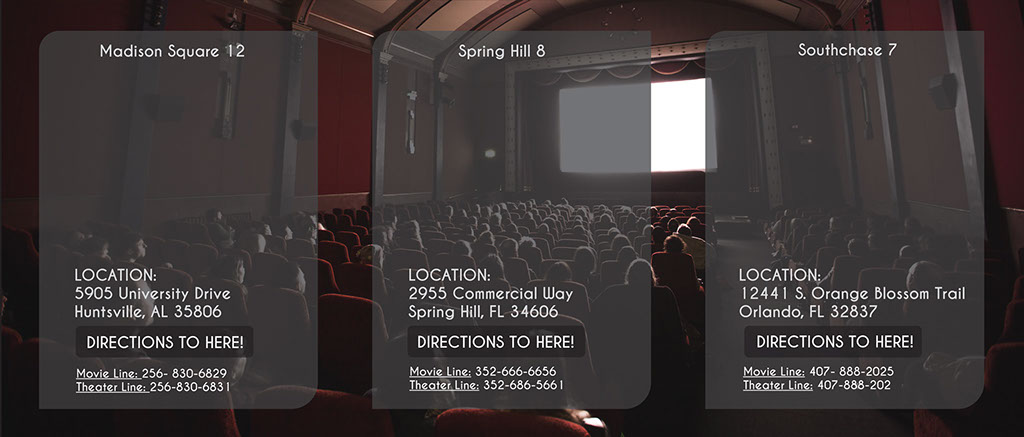 Madison Square 12
LOCATION:
5905 University Drive
Huntsville, AL 35806
DIRECTIONS TO HERE!
Movie Line: 256- 830-6829
Theater Line: 256-830-6831
Spring Hill 8
LOCATION:
2955 Commercial Way
Spring Hill, FL 34606
DIRECTIONS TO HERE!
Movie Line: 352-666-6656
Theater Line: 352-686-5661
Southchase 7
LOCATION:
12441 S. Orange Blossom Trail
Orlando, FL 32837
DIRECTIONS TO HERE!
Movie Line: 407- 888-2025
Theater Line: 407-888-202